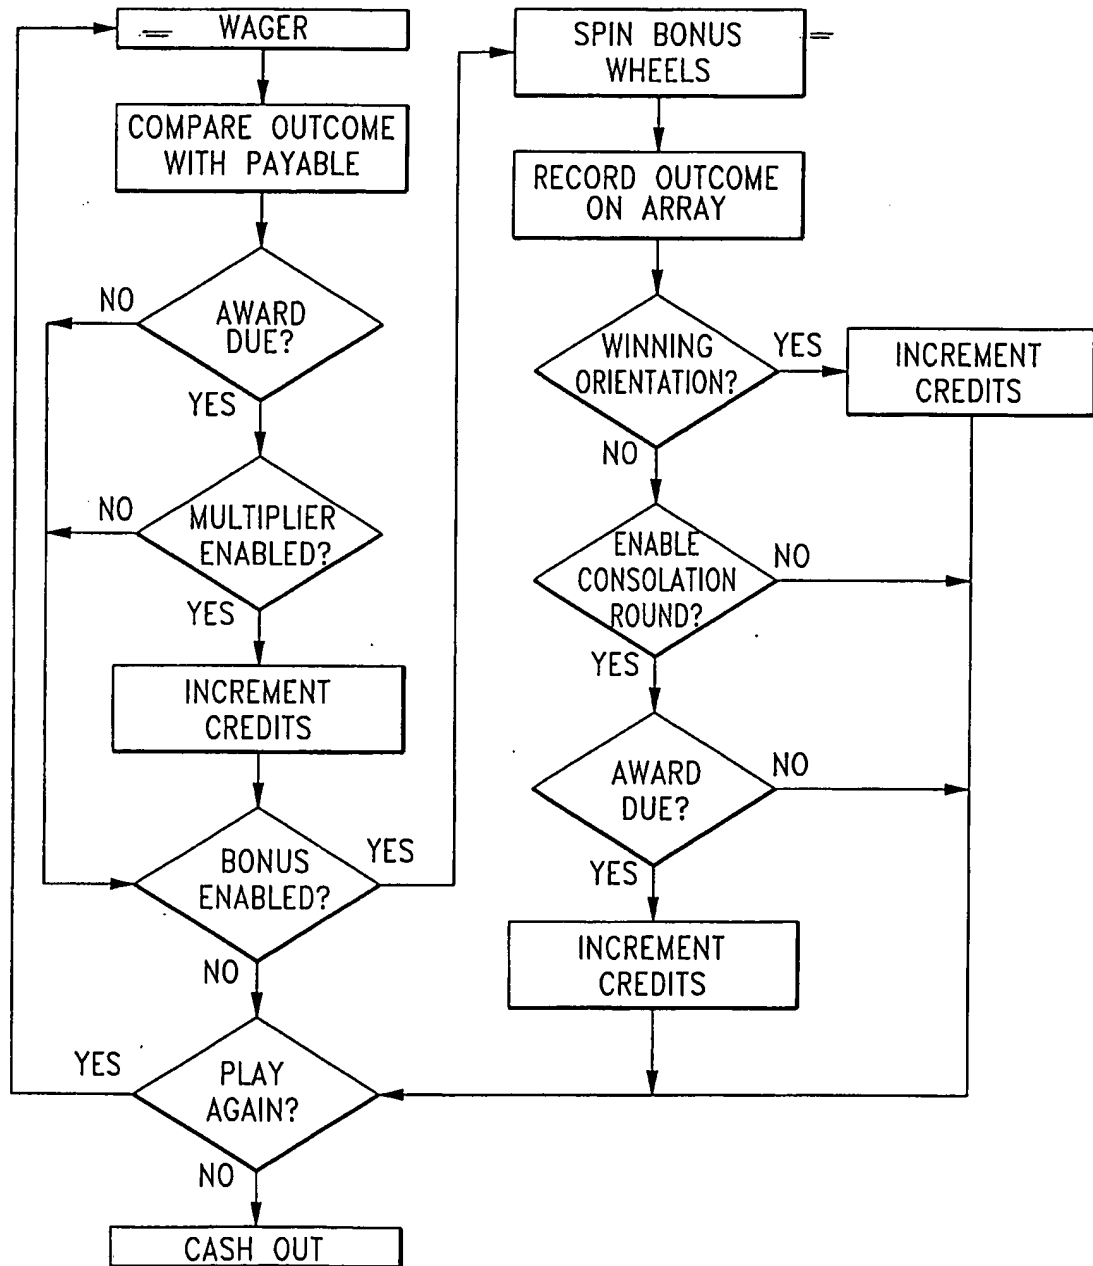 WAGER
COMPARE OUTCOME
WITH PAYABLE
AWARD
DUE?
NO
YES
MULTIPLIER
ENABLED?
NO
YES
INCREMENT
CREDITS
BONUS
ENABLED?
YES
NO
PLAY
AGAIN?
YES
NO
CASH OUT
SPIN BONUS
WHEELS
RECORD OUTCOME
ON ARRAY
WINNING
ORIENTATION?
YES
NO
INCREMENT
CREDITS
ENABLE
CONSOLATION
ROUND?
NO
YES
AWARD
DUE?
NO
YES
INCREMENT
CREDITS